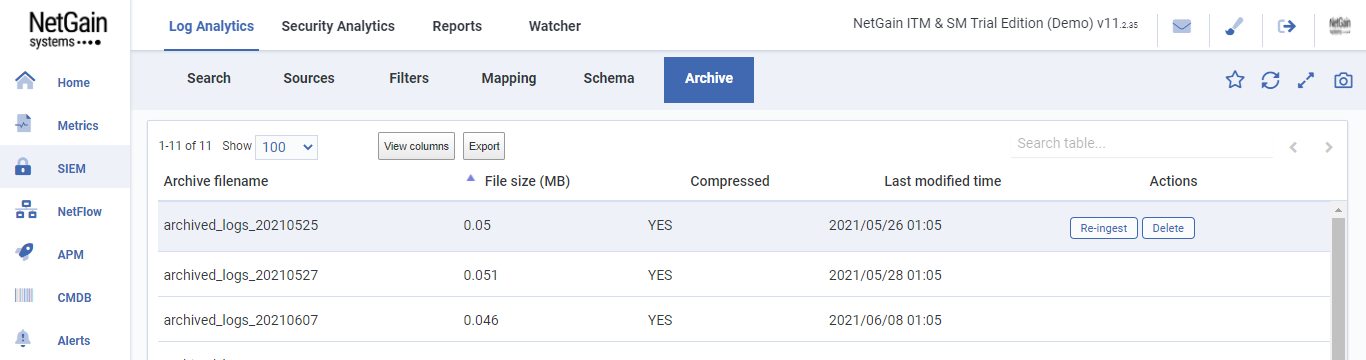 NetGain
systems
Log Analytics Security Analytics Reports Watcher
NetGain ITM & SM Trial Edition (Demo) v11.2.35
NetGain
Search Sources Filters Mapping Schema Archive
Home
Metrics
SIEM
NetFlow
APM
CMDB
Alerts
1-11 of 11 Show 100 View columns Export Search table...
Archive filename File size (MB) Compressed Last modified time Actions
archived_logs_20210525 0.05 YES 2021/05/26 01:05 Re-ingest Delete
archived_logs_20210527 0.051 YES 2021/05/28 01:05
archived_logs_20210607 0.046 YES 2021/06/08 01:05